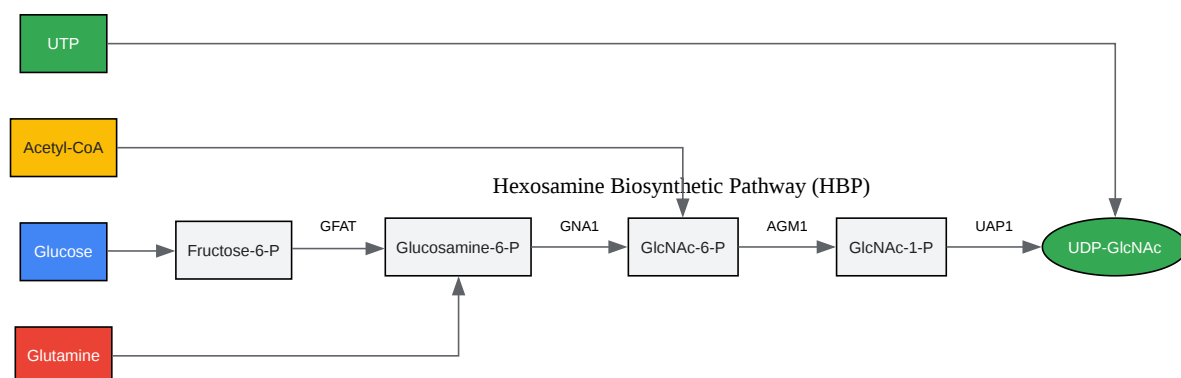 UTP
Acetyl-CoA
Hexosamine Biosynthetic Pathway (HBP)
Glucose
Fructose-6-P
GFAT
Glucosamine-6-P
GNA1
GlcNAc-6-P
AGM1
GlcNAc-1-P
UAP1
UDP-GlcNAc
Glutamine